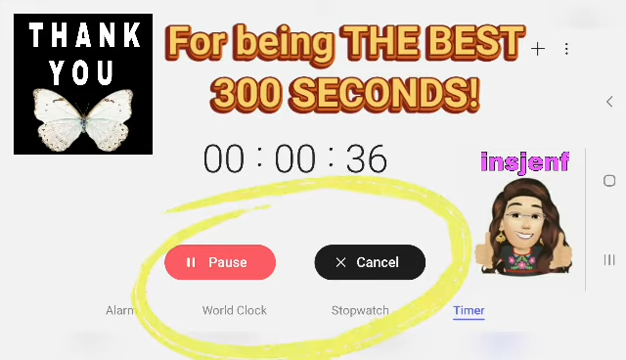 THANK
YOU
For being THE BEST
300 SECONDS!
00 : 00 : 36
insjenf
Pause
Cancel
Alarm
World Clock
Stopwatch
Timer